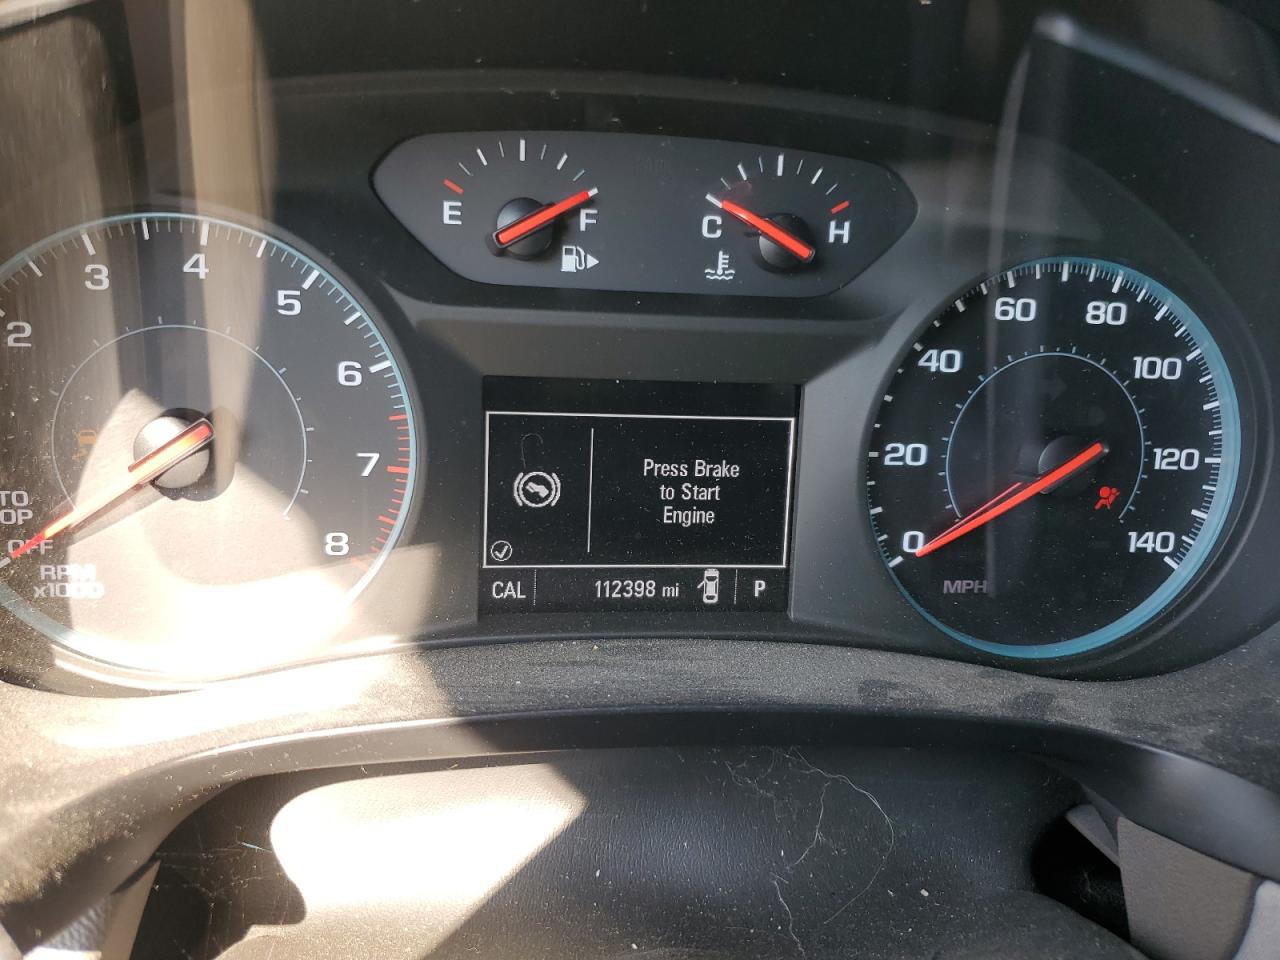 E
F
C
H
2
3
4
5
6
7
8
OFF
RPM
x1000
Press Brake
to Start
Engine
CAL
112398 mi
P
0
20
40
60
80
100
120
140
MPH